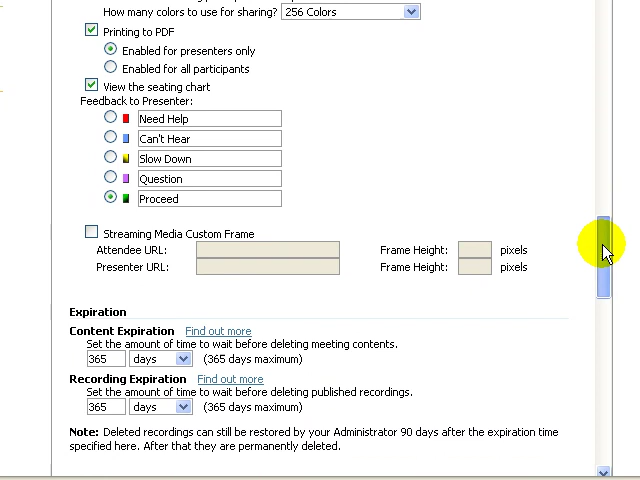 How many colors to use for sharing? 256 Colors
Printing to PDF
Enabled for presenters only
Enabled for all participants
View the seating chart
Feedback to Presenter:
Need Help
Can't Hear
Slow Down
Question
Proceed
Streaming Media Custom Frame
Attendee URL: Frame Height: pixels
Presenter URL: Frame Height: pixels
Expiration
Content Expiration Find out more
Set the amount of time to wait before deleting meeting contents.
365 days (365 days maximum)
Recording Expiration Find out more
Set the amount of time to wait before deleting published recordings.
365 days (365 days maximum)
Note: Deleted recordings can still be restored by your Administrator 90 days after the expiration time
specified here. After that they are permanently deleted.